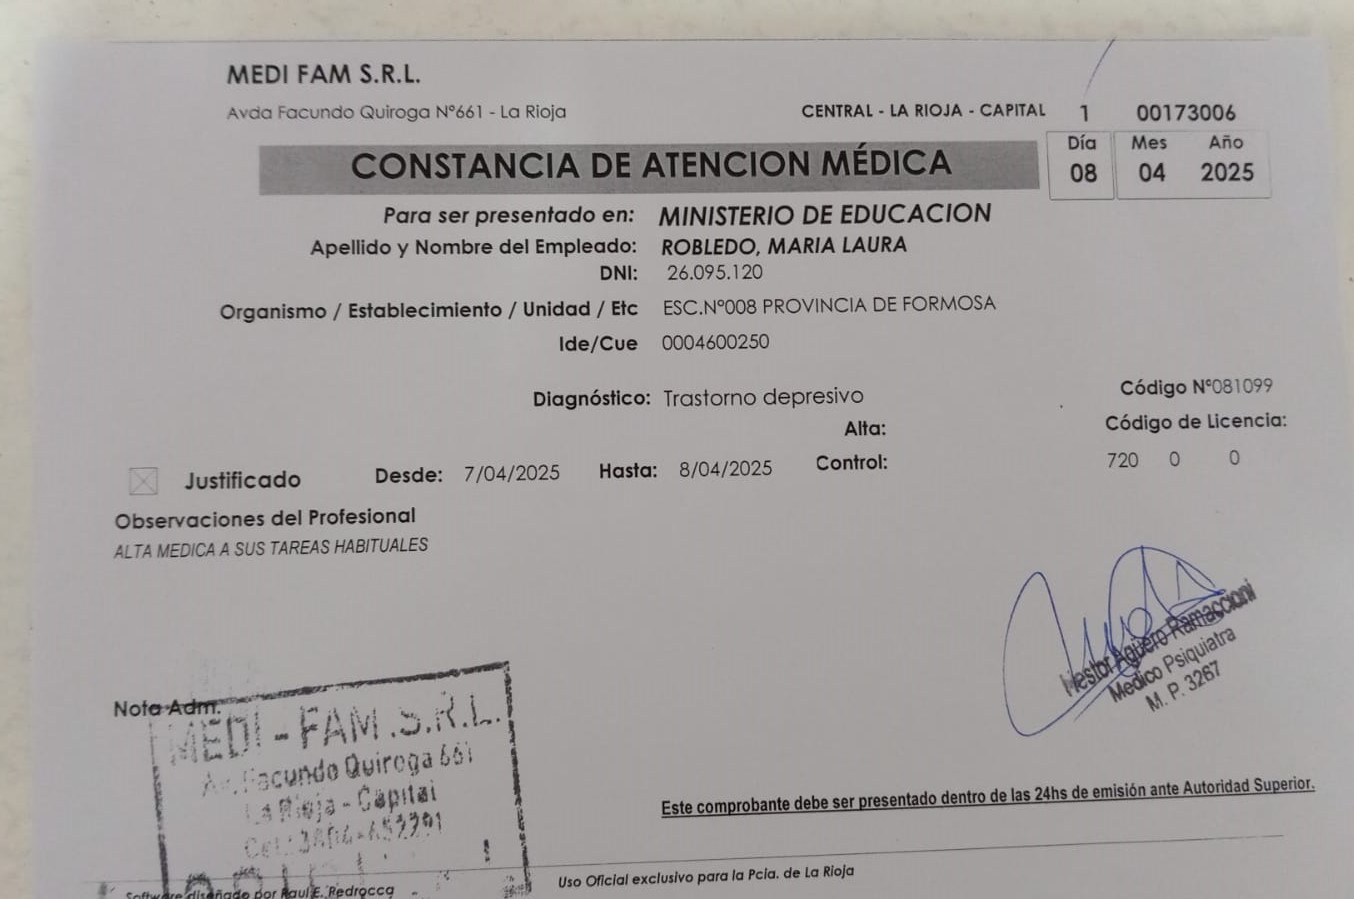 MEDI FAM S.R.L.
Avda Facundo Quiroga Nº661 - La Rioja
CENTRAL - LA RIOJA - CAPITAL 1 00173006
CONSTANCIA DE ATENCION MÉDICA
Día Mes Año
08 04 2025
Para ser presentado en: MINISTERIO DE EDUCACION
Apellido y Nombre del Empleado: ROBLEDO, MARIA LAURA
DNI: 26.095.120
Organismo / Establecimiento / Unidad / Etc ESC.Nº008 PROVINCIA DE FORMOSA
Ide/Cue 0004600250
Diagnóstico: Trastorno depresivo
Código Nº081099
Alta:
Código de Licencia:
Justificado Desde: 7/04/2025 Hasta: 8/04/2025 Control:
720 0 0
Observaciones del Profesional
ALTA MEDICA A SUS TAREAS HABITUALES
Nestor Agüero Ramaccioni
Medico Psiquiatra
M. P. 3267
Nota Adm.
MEDI - FAM .S.R.L.
Av. Facundo Quiroga 661
La Rioja - Capital
Este comprobante debe ser presentado dentro de las 24hs de emisión ante Autoridad Superior.
Uso Oficial exclusivo para la Pcia. de La Rioja
Software diseñado por Raul E. Pedrocca